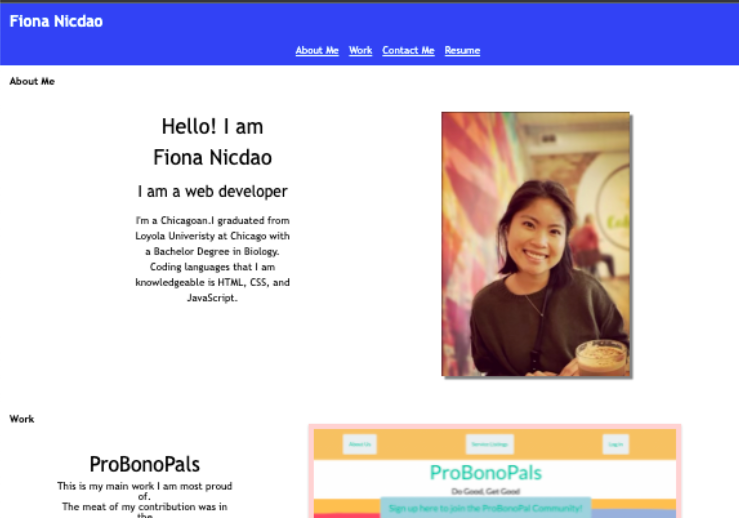 Fiona Nicdao
About Me Work Contact Me Resume
About Me
Hello! I am
Fiona Nicdao
I am a web developer
I'm a Chicagoan.I graduated from
Loyola Univeristy at Chicago with
a Bachelor Degree in Biology.
Coding languages that I am
knowledgeable is HTML, CSS, and
JavaScript.
Work
ProBonoPals
This is my main work I am most proud
of.
The meat of my contribution was in
the
About Us Service Listings Log In
ProBonoPals
Do Good, Get Good
Sign up here to join the ProBonoPal Community!